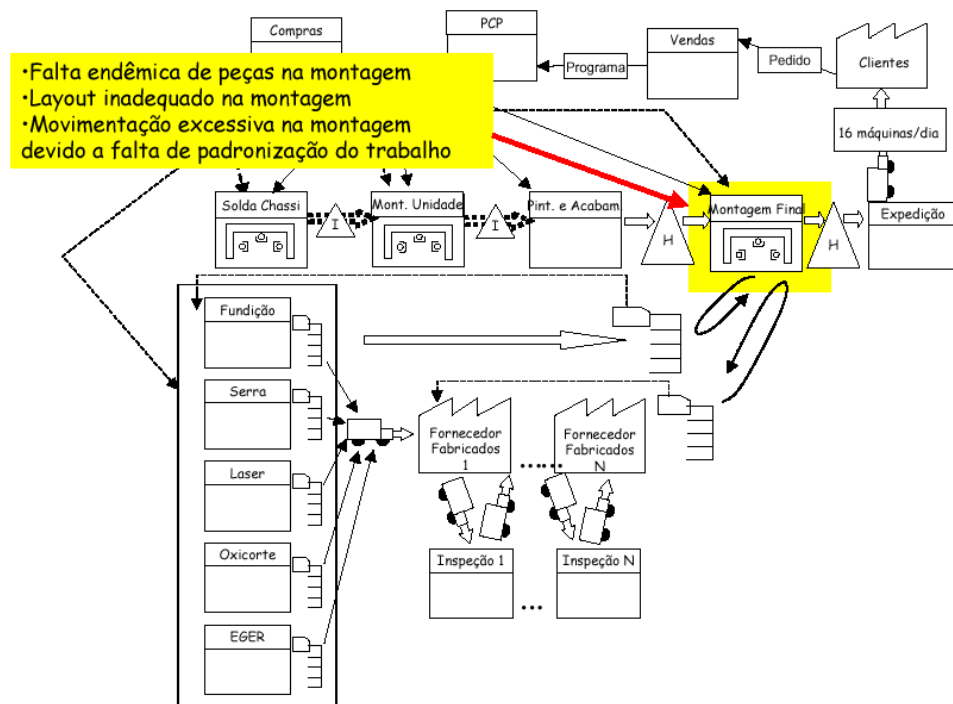 Compras
PCP
Vendas
Programa
Pedido
Clientes
•Falta endêmica de peças na montagem
•Layout inadequado na montagem
•Movimentação excessiva na montagem
devido a falta de padronização do trabalho
16 máquinas/dia
Solda Chassi
I
Mont. Unidade
I
Pint. e Acabam.
H
Montagem Final
H
Expedição
Fundição
Serra
Laser
Oxicorte
EGER
Fornecedor
Fabricados
1
......
Fornecedor
Fabricados
N
Inspeção 1
...
Inspeção N